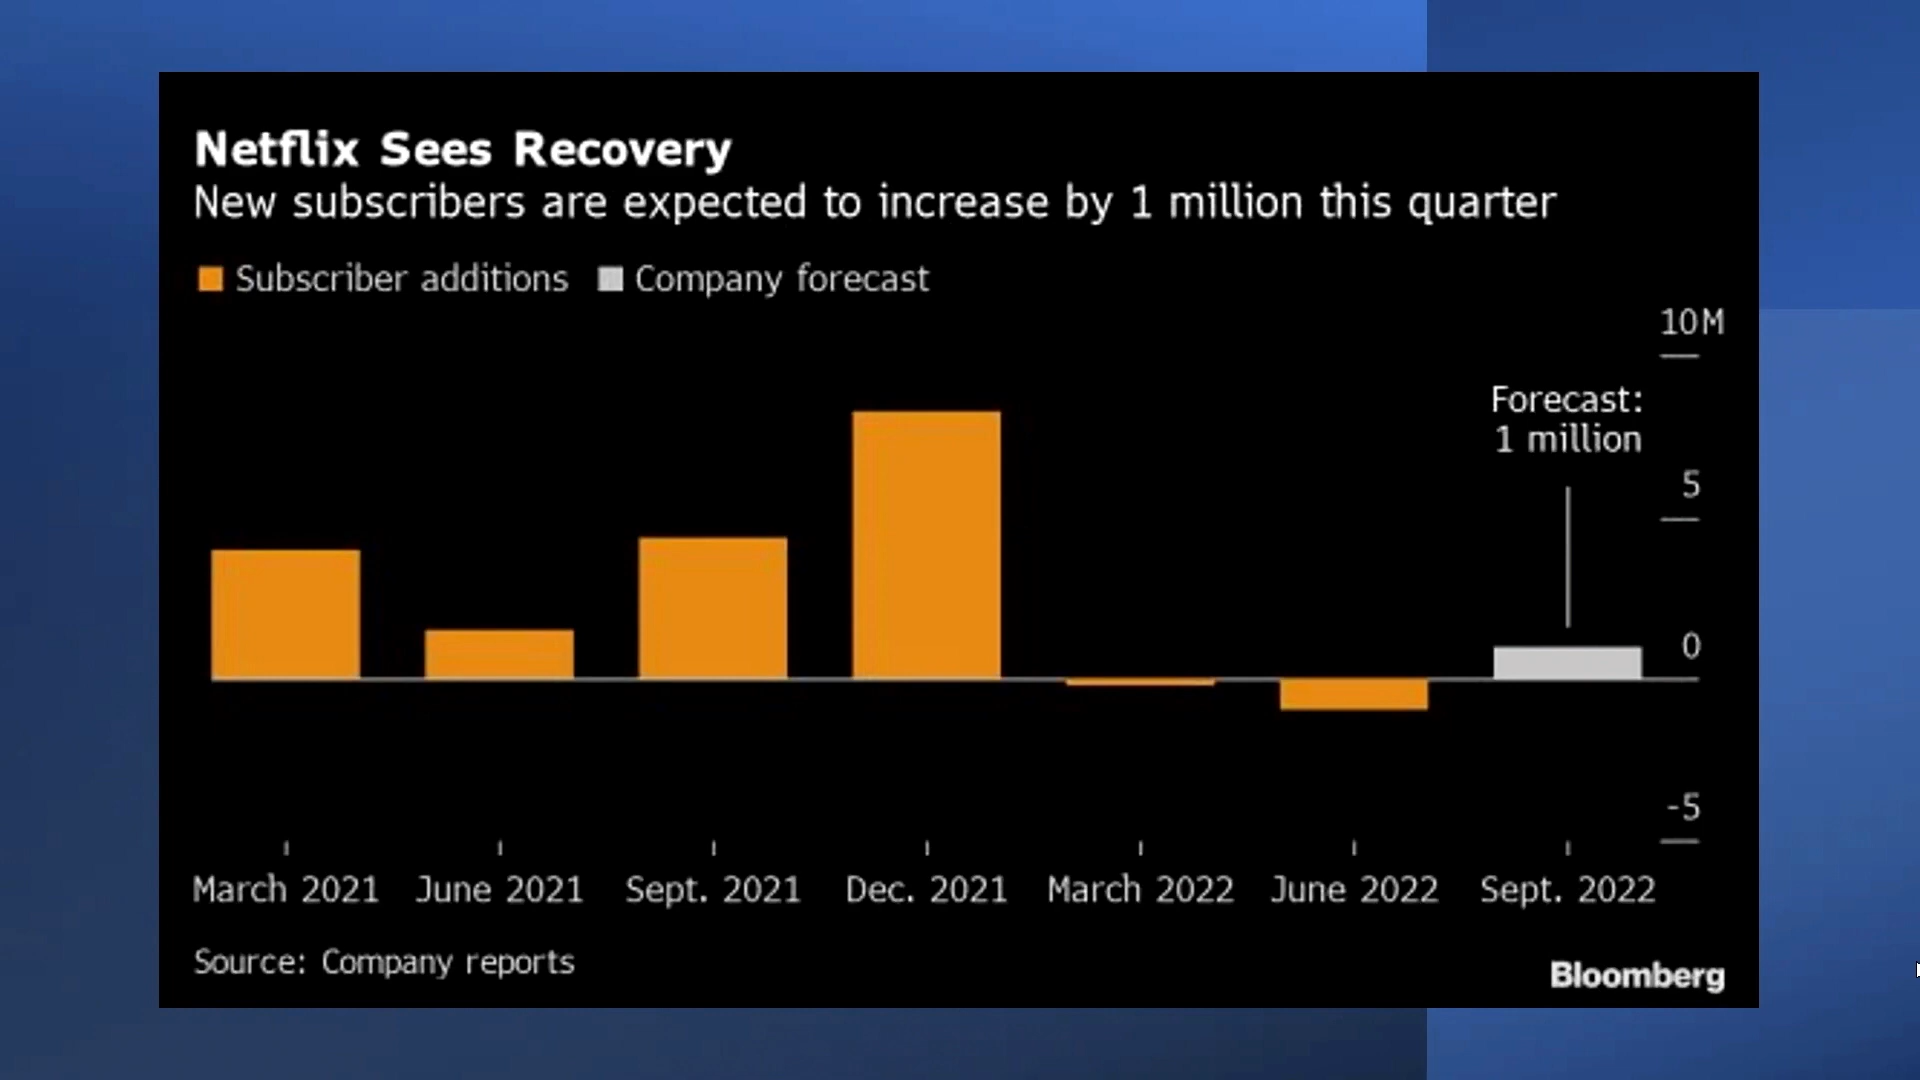 Netflix Sees Recovery
New subscribers are expected to increase by 1 million this quarter
Subscriber additions Company forecast
10M
Forecast:
1 million
5
0
-5
March 2021 June 2021 Sept. 2021 Dec. 2021 March 2022 June 2022 Sept. 2022
Source: Company reports
Bloomberg